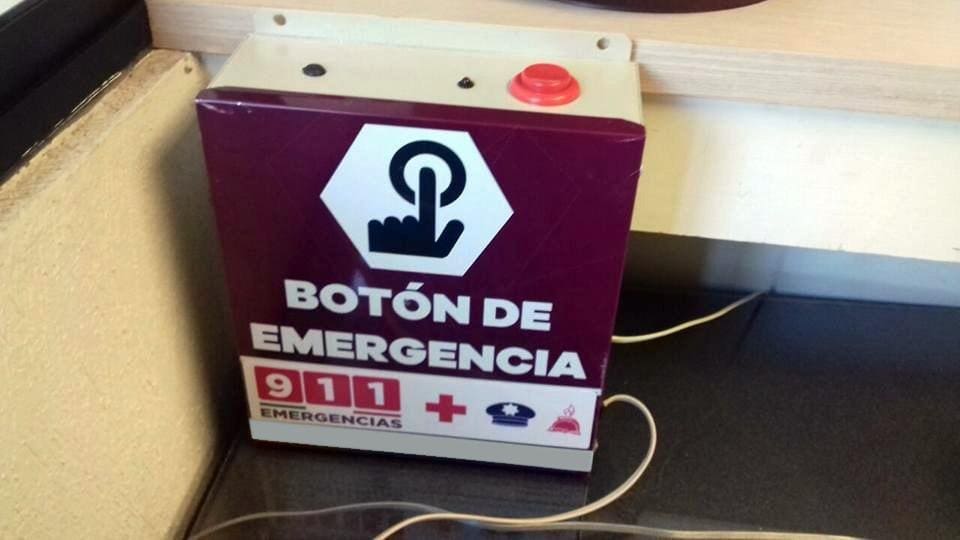 BOTÓN DE
EMERGENCIA
911
EMERGENCIAS